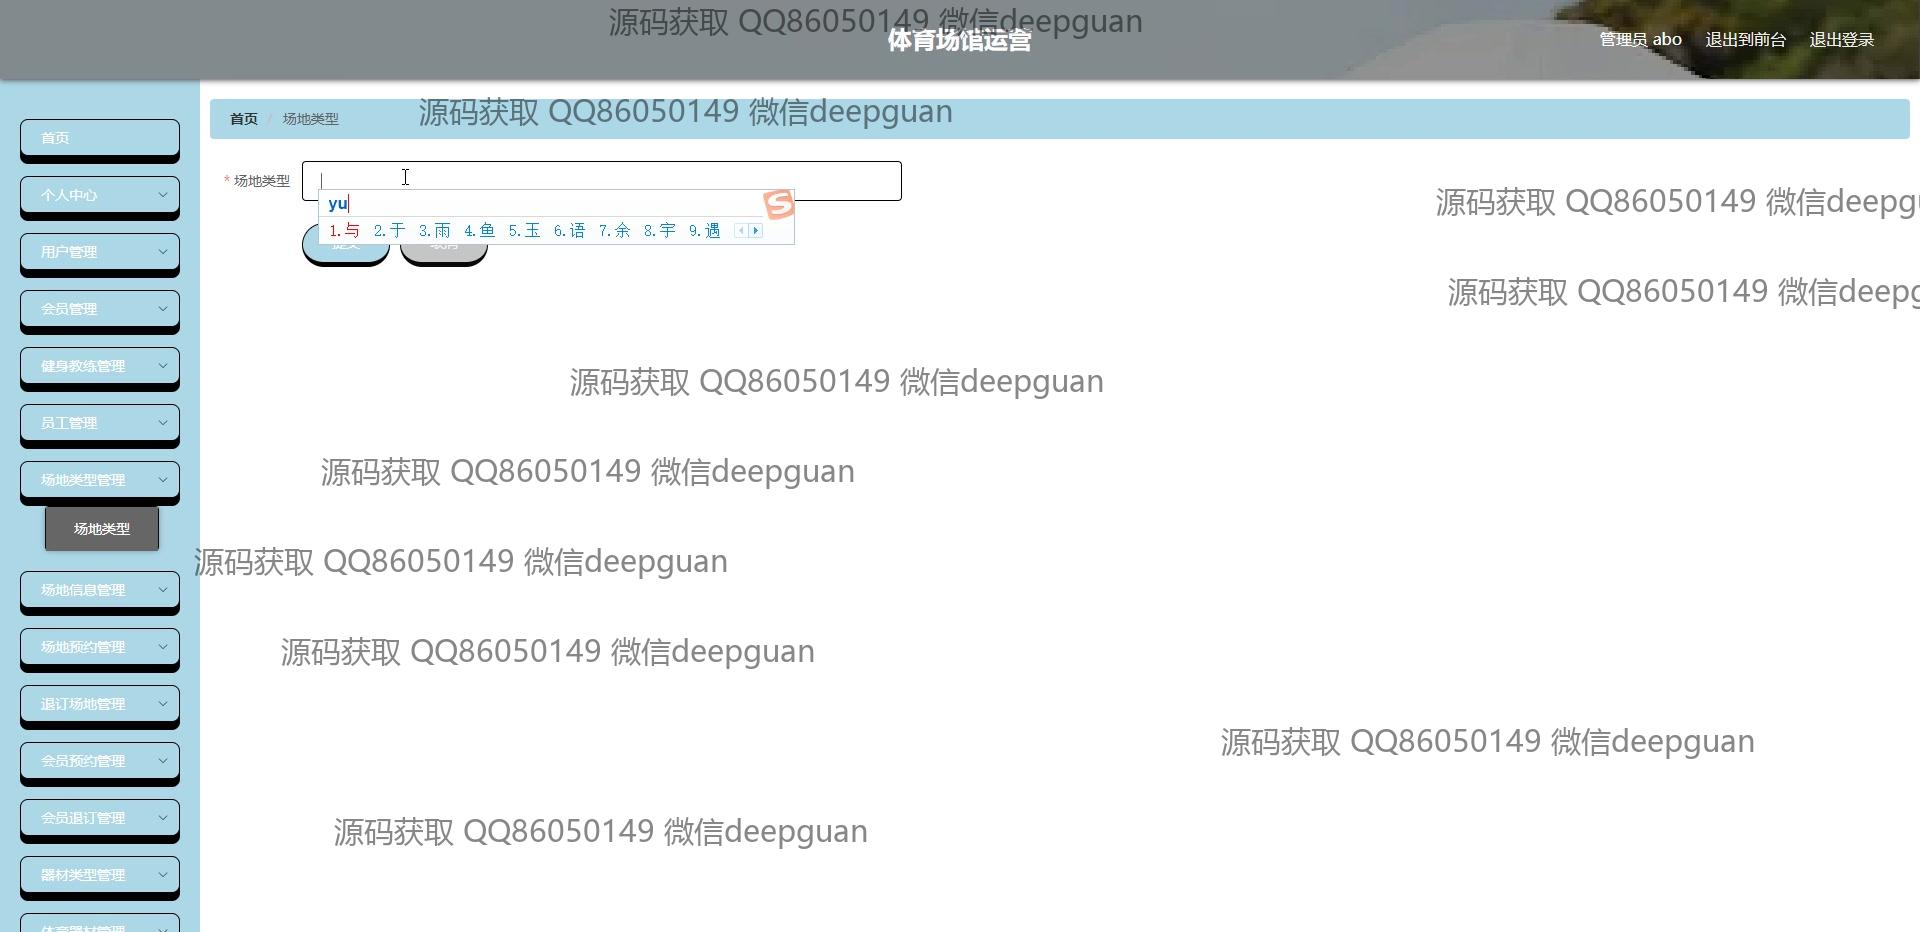 源码获取 QQ86050149 微信deepguan
体育场馆运营
管理员 abo
退出到前台
退出登录
首页 / 场地类型
源码获取 QQ86050149 微信deepguan
首页
* 场地类型
个人中心
源码获取 QQ86050149 微信deepgu
yu
1.与 2.于 3.雨 4.鱼 5.玉 6.语 7.余 8.宇 9.遇
提交
取消
用户管理
源码获取 QQ86050149 微信deepg
会员管理
健身教练管理
源码获取 QQ86050149 微信deepguan
员工管理
场地类型管理
源码获取 QQ86050149 微信deepguan
场地类型
源码获取 QQ86050149 微信deepguan
场地信息管理
场地预约管理
源码获取 QQ86050149 微信deepguan
退订场地管理
源码获取 QQ86050149 微信deepguan
会员预约管理
会员退订管理
源码获取 QQ86050149 微信deepguan
器材类型管理
体育器材管理